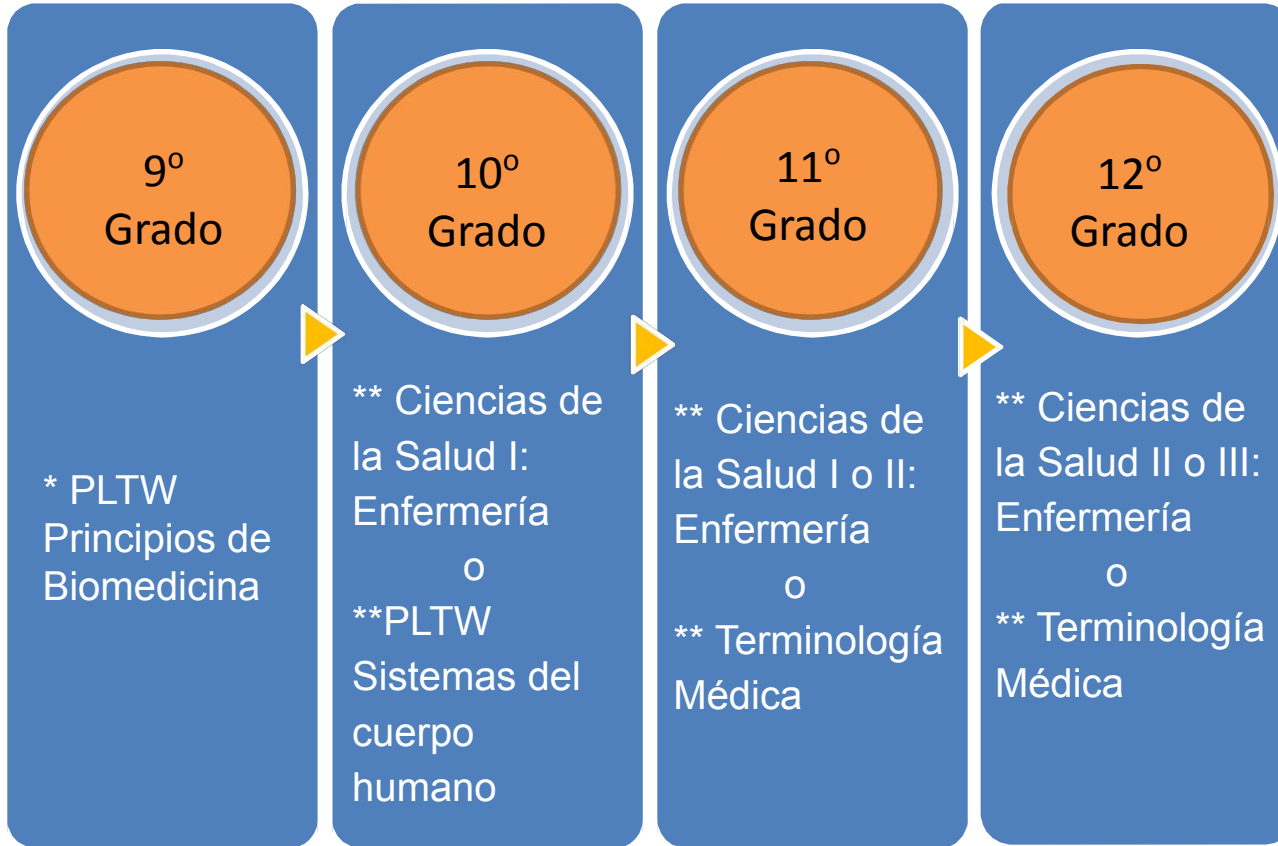 9º
Grado
* PLTW
Principios de
Biomedicina
10º
Grado
** Ciencias de
la Salud I:
Enfermería
o
**PLTW
Sistemas del
cuerpo
humano
11º
Grado
** Ciencias de
la Salud I o II:
Enfermería
o
** Terminología
Médica
12º
Grado
** Ciencias de
la Salud II o III:
Enfermería
o
** Terminología
Médica